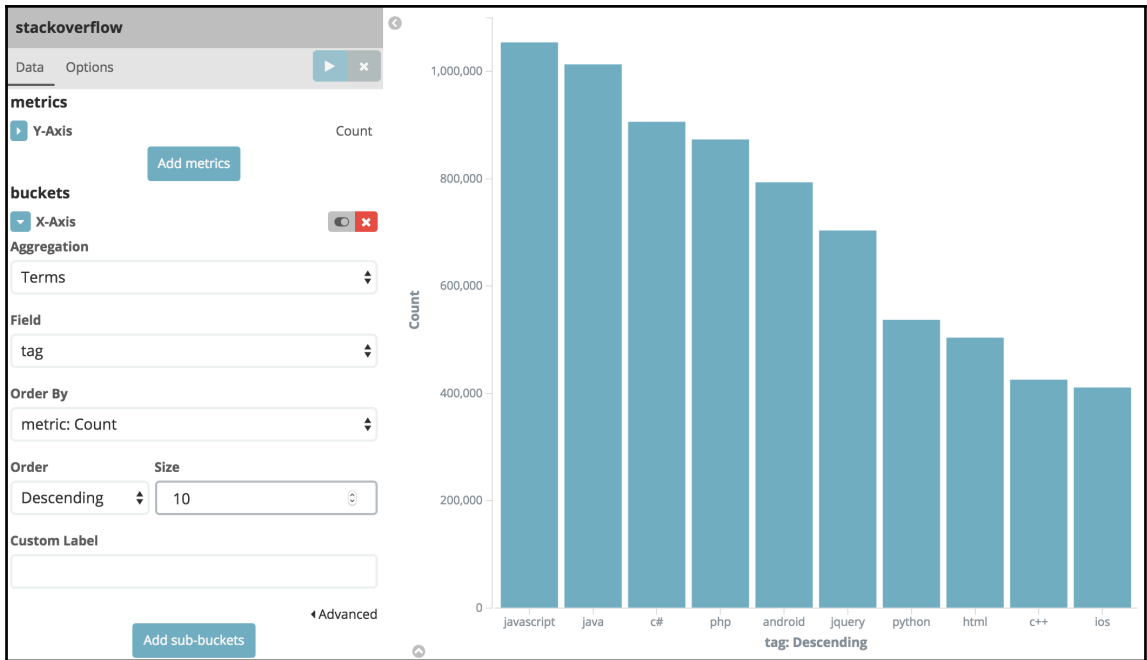 stackoverflow
Data Options
metrics
Y-Axis Count
Add metrics
buckets
X-Axis
Aggregation
Terms
Field
tag
Order By
metric: Count
Order Size
Descending 10
Custom Label
Advanced
Add sub-buckets
Count
1,000,000
800,000
600,000
400,000
200,000
0
javascript java c# php android jquery python html c++ ios
tag: Descending